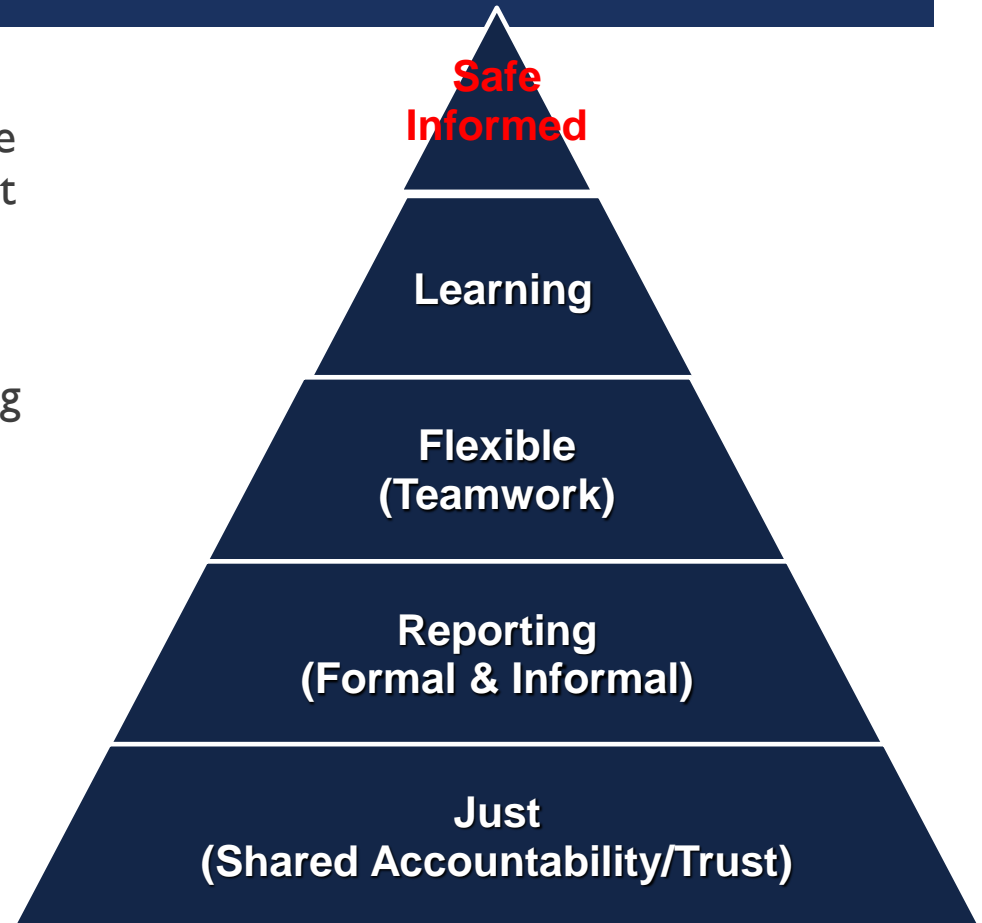 Safe
Informed
Learning
Flexible
(Teamwork)
Reporting
(Formal & Informal)
Just
(Shared Accountability/Trust)